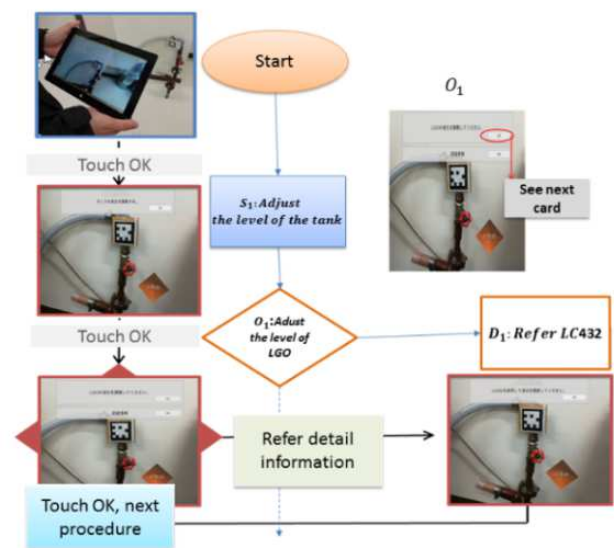 Start
O₁
Touch OK
See next
card
S₁:Adjust
the level of the tank
Touch OK
O₁:Adust
the level of
LGO
D₁: Refer LC432
Refer detail
information
Touch OK, next
procedure